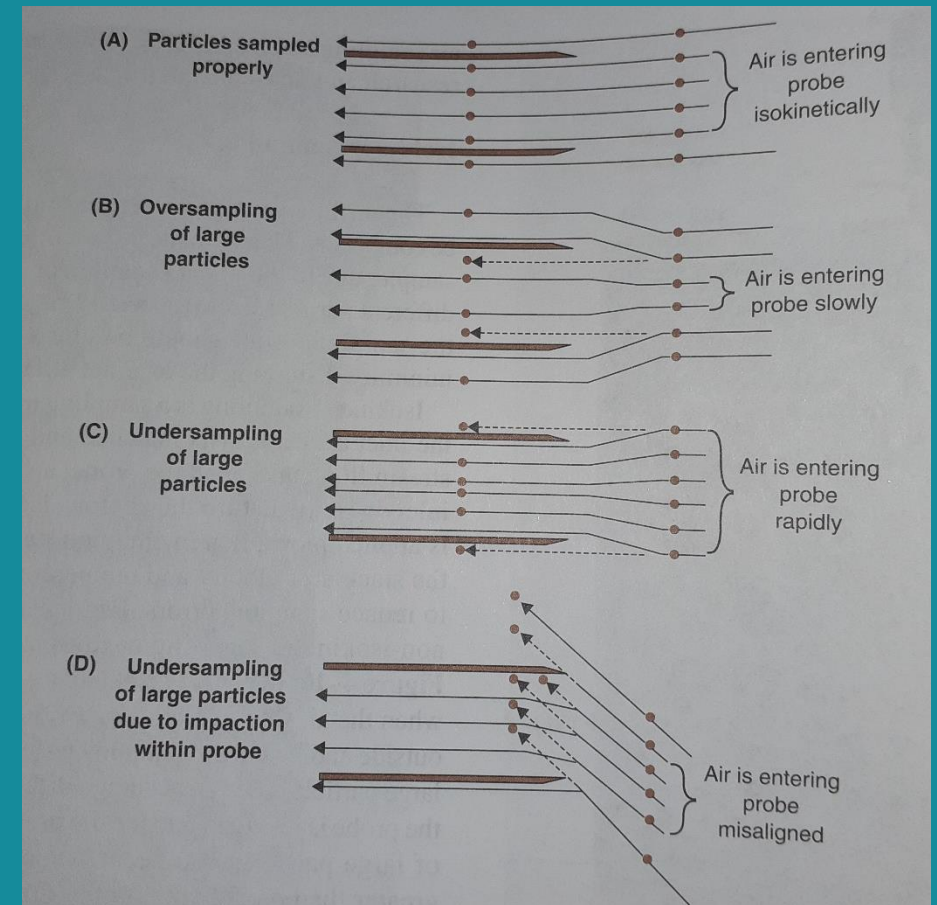 (A) Particles sampled
properly
Air is entering
probe
isokinetically
(B) Oversampling
of large
particles
Air is entering
probe slowly
(C) Undersampling
of large
particles
Air is entering
probe
rapidly
(D) Undersampling
of large particles
due to impaction
within probe
Air is entering
probe
misaligned